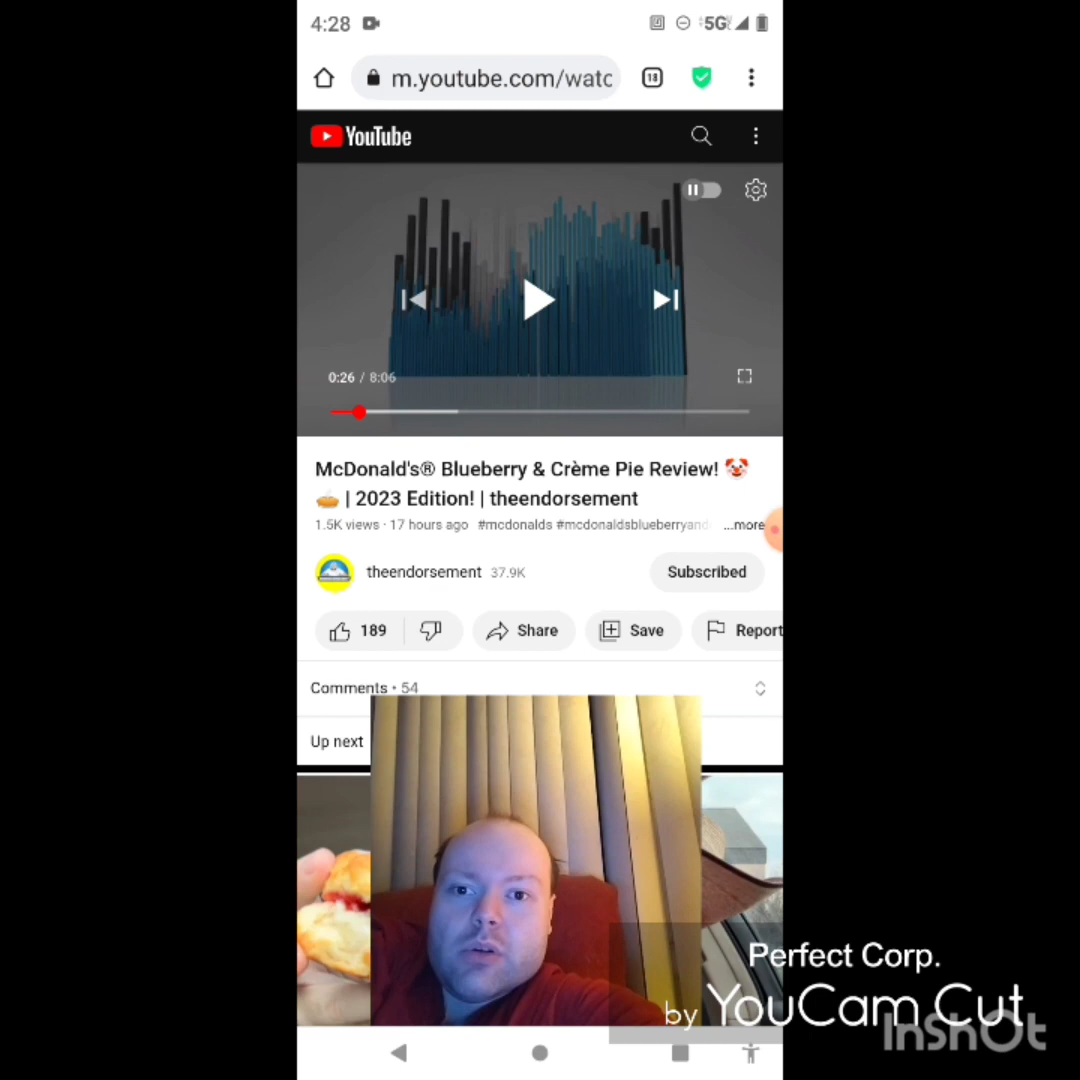 4:28
5G
m.youtube.com/watc
18
YouTube
0:26 / 8:06
McDonald's® Blueberry & Crème Pie Review! 🤡
🥧 | 2023 Edition! | theendorsement
1.5K views · 17 hours ago #mcdonalds #mcdonaldsblueberryand ...more
theendorsement 37.9K
Subscribed
189
Share
Save
Report
Comments • 54
Up next
Perfect Corp.
by YouCam Cut
InShOt